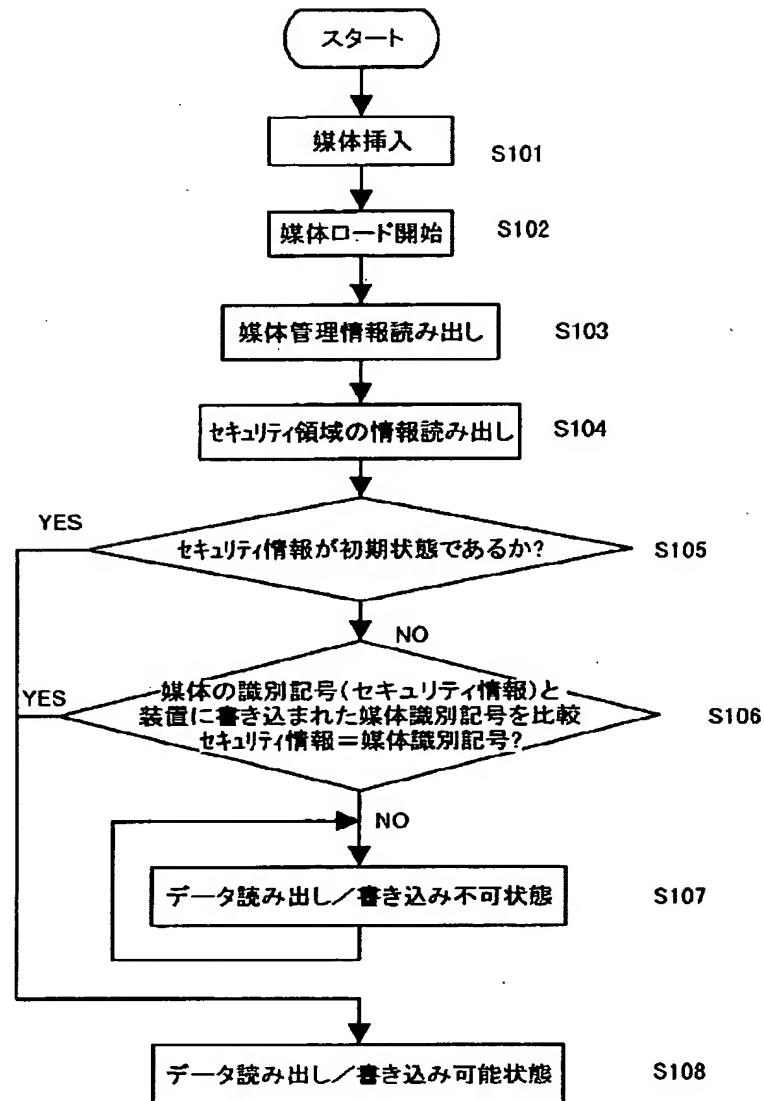 スタート
媒体挿入
S101
媒体ロード開始
S102
媒体管理情報読み出し
S103
セキュリティ領域の情報読み出し
S104
YES
セキュリティ情報が初期状態であるか?
S105
NO
YES
媒体の識別記号(セキュリティ情報)と
装置に書き込まれた媒体識別記号を比較
セキュリティ情報=媒体識別記号?
S106
NO
データ読み出し/書き込み不可状態
S107
データ読み出し/書き込み可能状態
S108